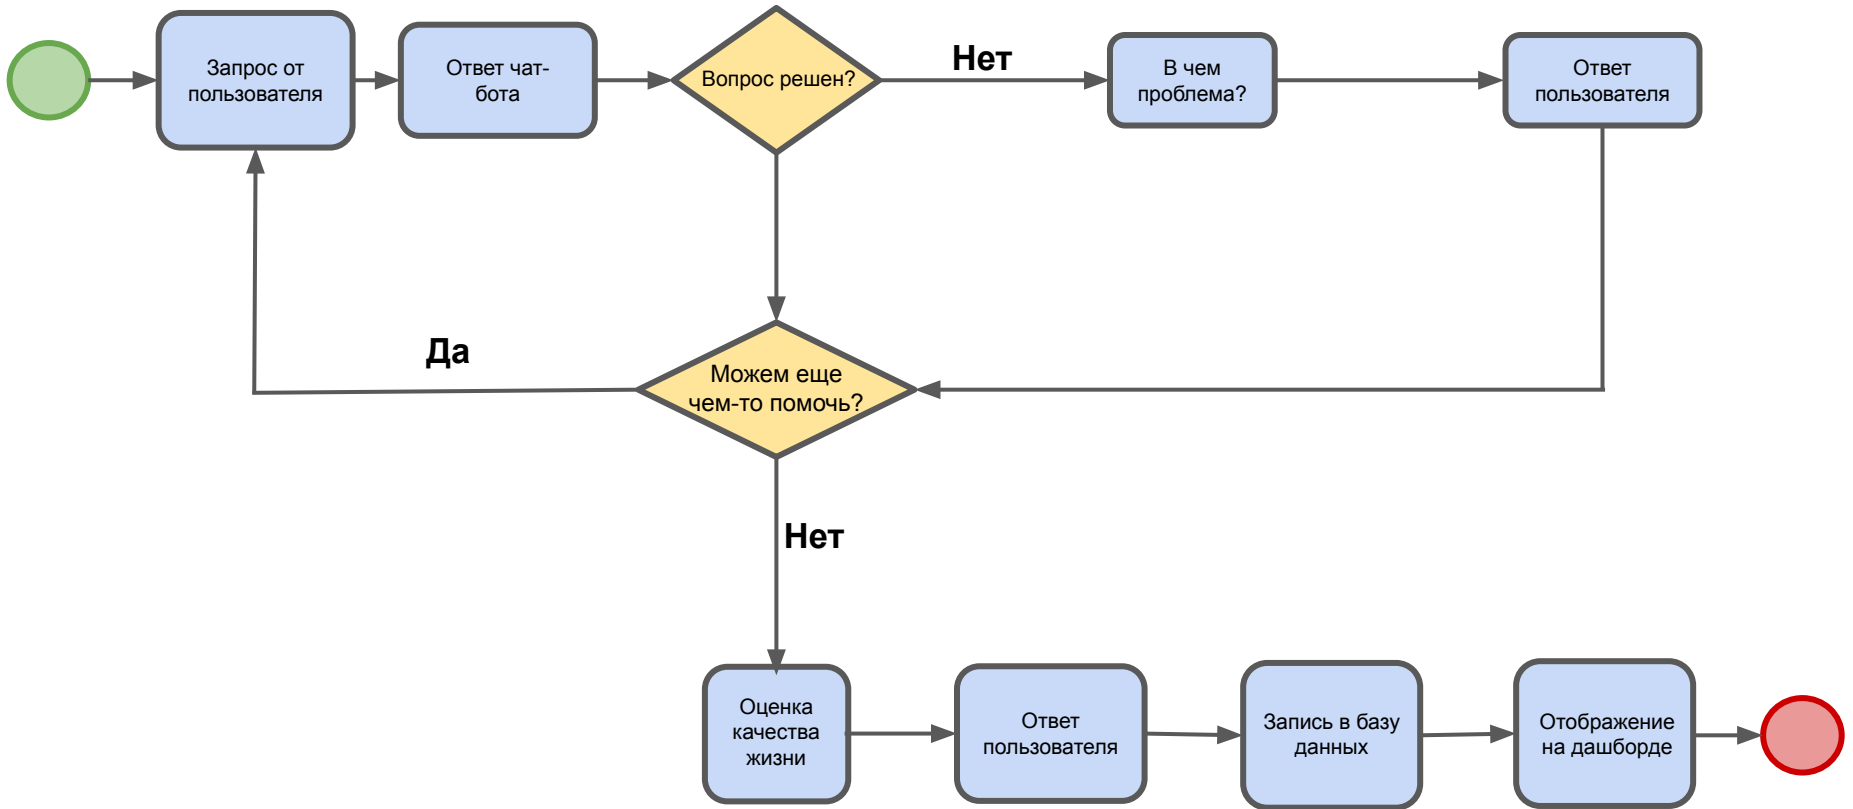 Запрос от
пользователя
Ответ чат-
бота
Вопрос решен?
Нет
В чем
проблема?
Ответ
пользователя
Да
Можем еще
чем-то помочь?
Нет
Оценка
качества
жизни
Ответ
пользователя
Запись в базу
данных
Отображение
на дашборде